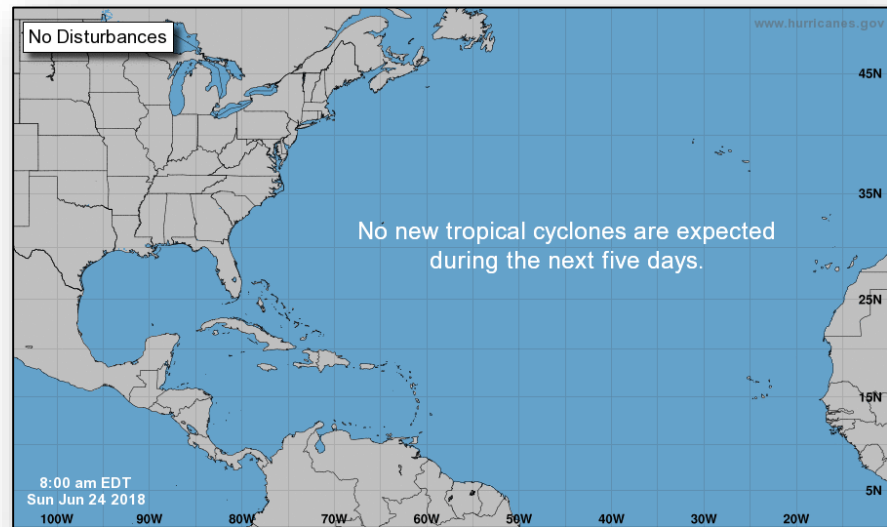 No Disturbances
www.hurricanes.gov
45N
35N
No new tropical cyclones are expected
during the next five days.
25N
15N
8:00 am EDT
Sun Jun 24 2018
5N
100W 90W 80W 70W 60W 50W 40W 30W 20W